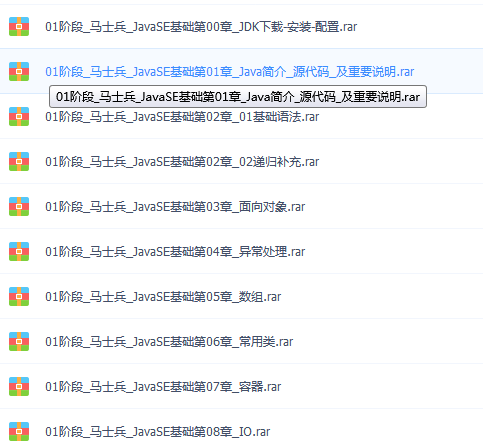 01阶段_马士兵_JavaSE基础第00章_JDK下载-安装-配置.rar
01阶段_马士兵_JavaSE基础第01章_Java简介_源代码_及重要说明.rar
01阶段_马士兵_JavaSE基础第01章_Java简介_源代码_及重要说明.rar
01阶段_马士兵_JavaSE基础第02章_01基础语法.rar
01阶段_马士兵_JavaSE基础第02章_02递归补充.rar
01阶段_马士兵_JavaSE基础第03章_面向对象.rar
01阶段_马士兵_JavaSE基础第04章_异常处理.rar
01阶段_马士兵_JavaSE基础第05章_数组.rar
01阶段_马士兵_JavaSE基础第06章_常用类.rar
01阶段_马士兵_JavaSE基础第07章_容器.rar
01阶段_马士兵_JavaSE基础第08章_IO.rar